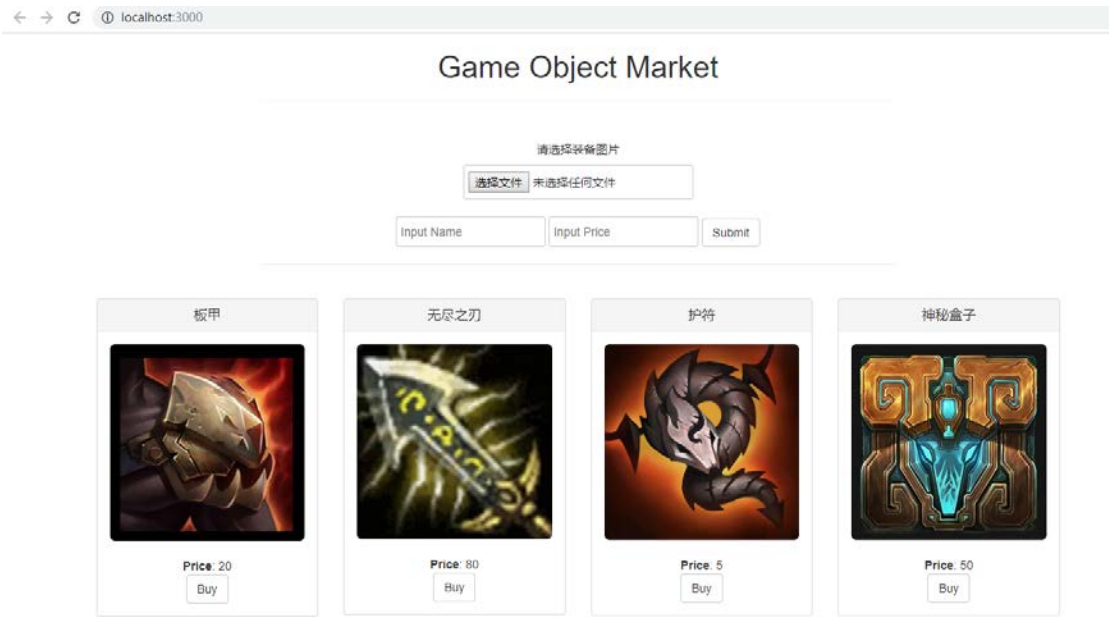 localhost:3000
Game Object Market
请选择装备图片
选择文件 未选择任何文件
Input Name Input Price Submit
板甲 无尽之刃 护符 神秘盒子
Price: 20 Price: 80 Price: 5 Price: 50
Buy Buy Buy Buy